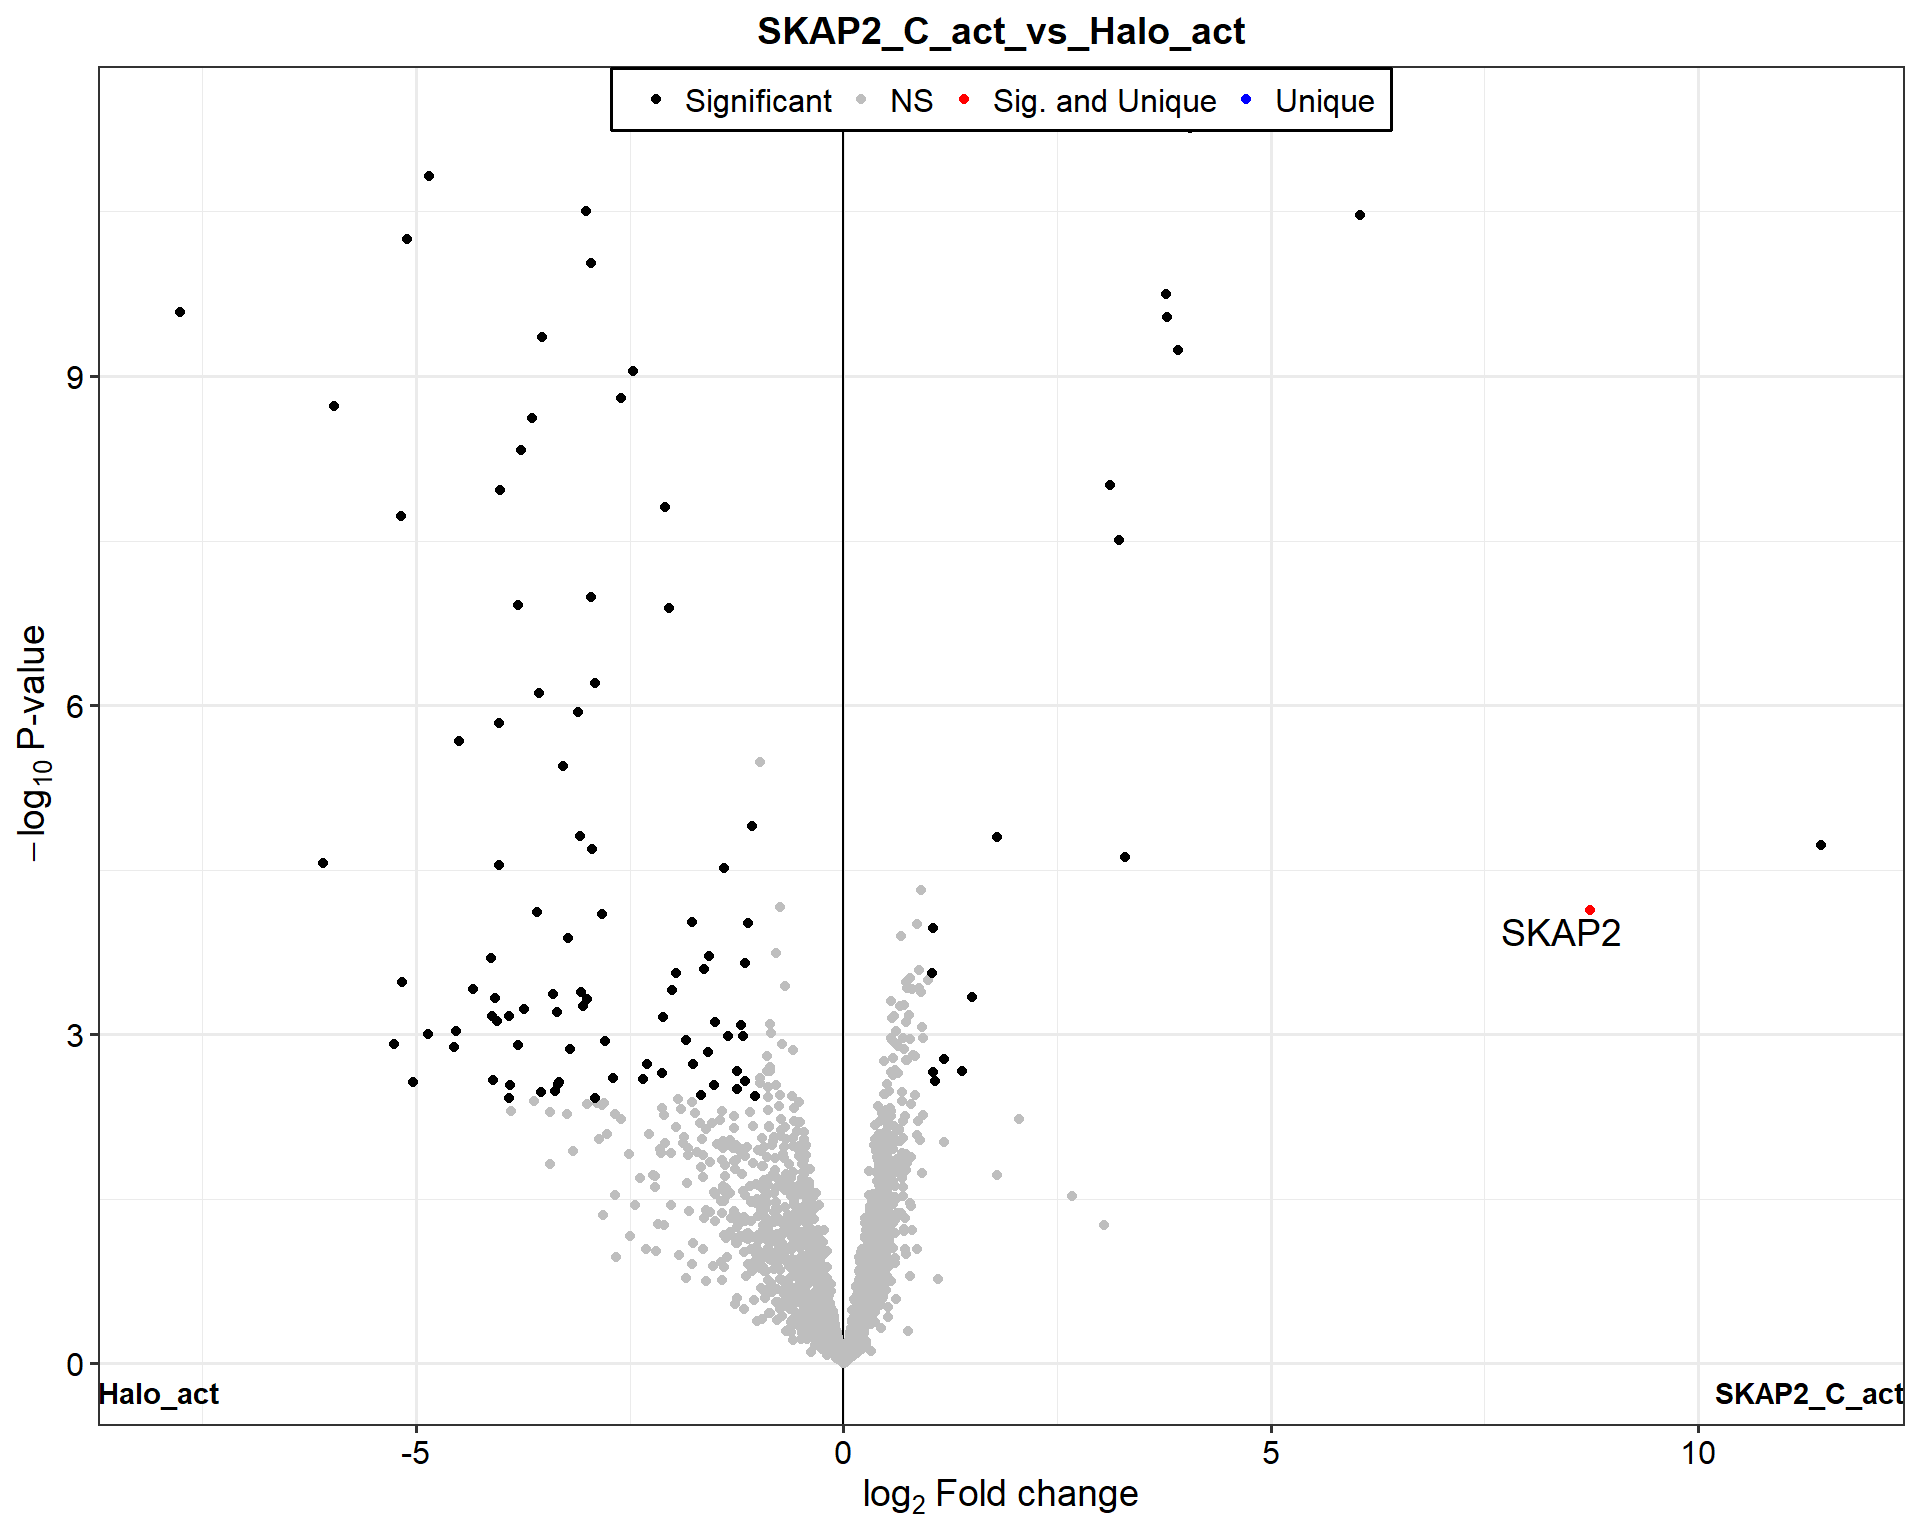 SKAP2_C_act_vs_Halo_act
Significant NS Sig. and Unique Unique
−log10 P-value
9
6
3
0
SKAP2
Halo_act SKAP2_C_act
-5 0 5 10
log2 Fold change